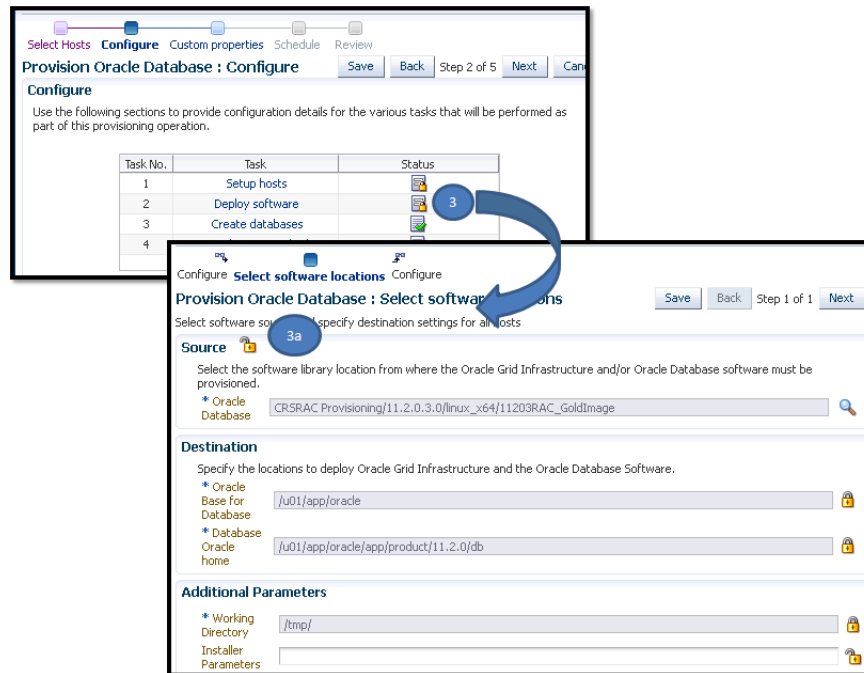 Select Hosts Configure Custom properties Schedule Review
Provision Oracle Database : Configure Save Back Step 2 of 5 Next
Configure
Use the following sections to provide configuration details for the various tasks that will be performed as
part of this provisioning operation.
Task No. Task Status
1 Setup hosts
2 Deploy software 3
3 Create databases
4
Configure Select software locations Configure
Provision Oracle Database : Select software Save Back Step 1 of 1 Next
Select software specify destination settings for all hosts
3a
Source
Select the software library location from where the Oracle Grid Infrastructure and/or Oracle Database software must be
provisioned.
* Oracle
Database CRSRAC Provisioning/11.2.0.3.0/linux_x64/11203RAC_GoldImage
Destination
Specify the locations to deploy Oracle Grid Infrastructure and the Oracle Database Software.
* Oracle
Base for /u01/app/oracle
Database
* Database
Oracle /u01/app/oracle/app/product/11.2.0/db
home
Additional Parameters
* Working
Directory /tmp/
Installer
Parameters